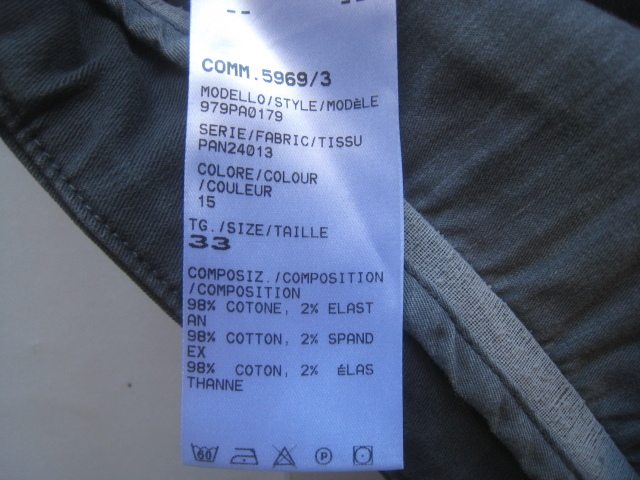 COMM.5969/3
MODELLO/STYLE/MODèLE
979PA0179
SERIE/FABRIC/TISSU
PAN24013
COLORE/COLOUR
/COULEUR
15
TG./SIZE/TAILLE
33
COMPOSIZ./COMPOSITION
/COMPOSITION
98% COTONE, 2% ELAST
AN
98% COTTON, 2% SPAND
EX
98% COTON, 2% éLAS
THANNE
60 P